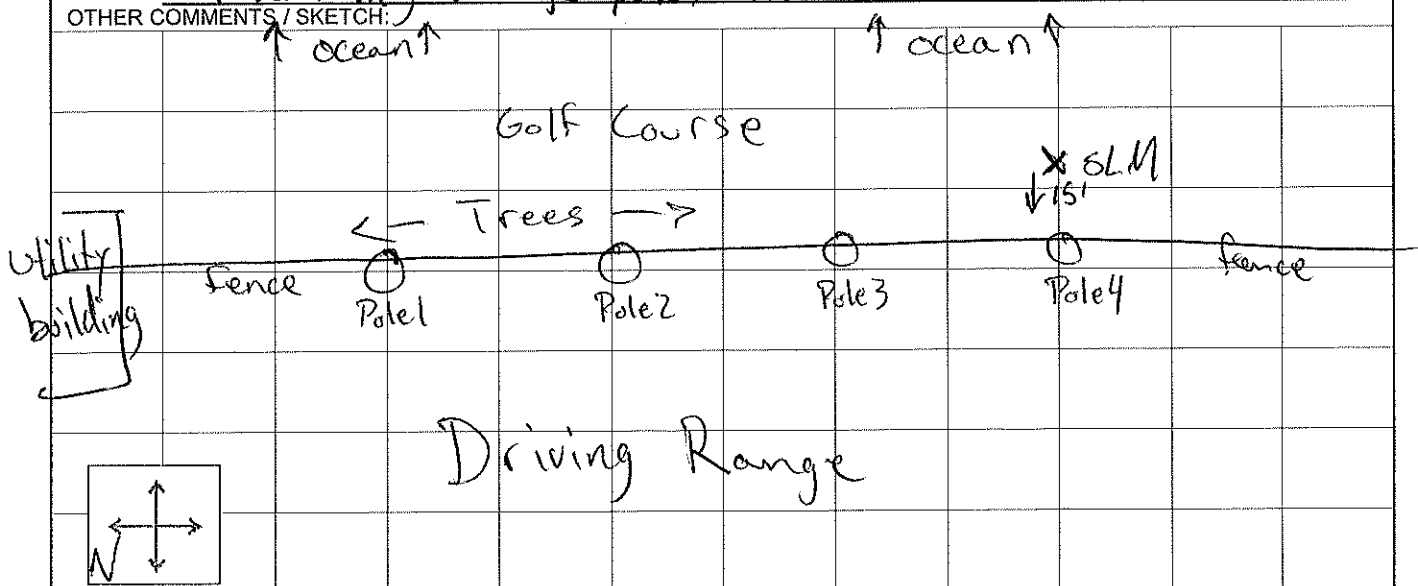 OTHER COMMENTS / SKETCH:
↑ ocean ↑ ↑ ocean ↑
Golf Course
X SLM
↓ 15'
← Trees →
utility building
fence fence
Pole1 Pole2 Pole3 Pole4
Driving Range
N